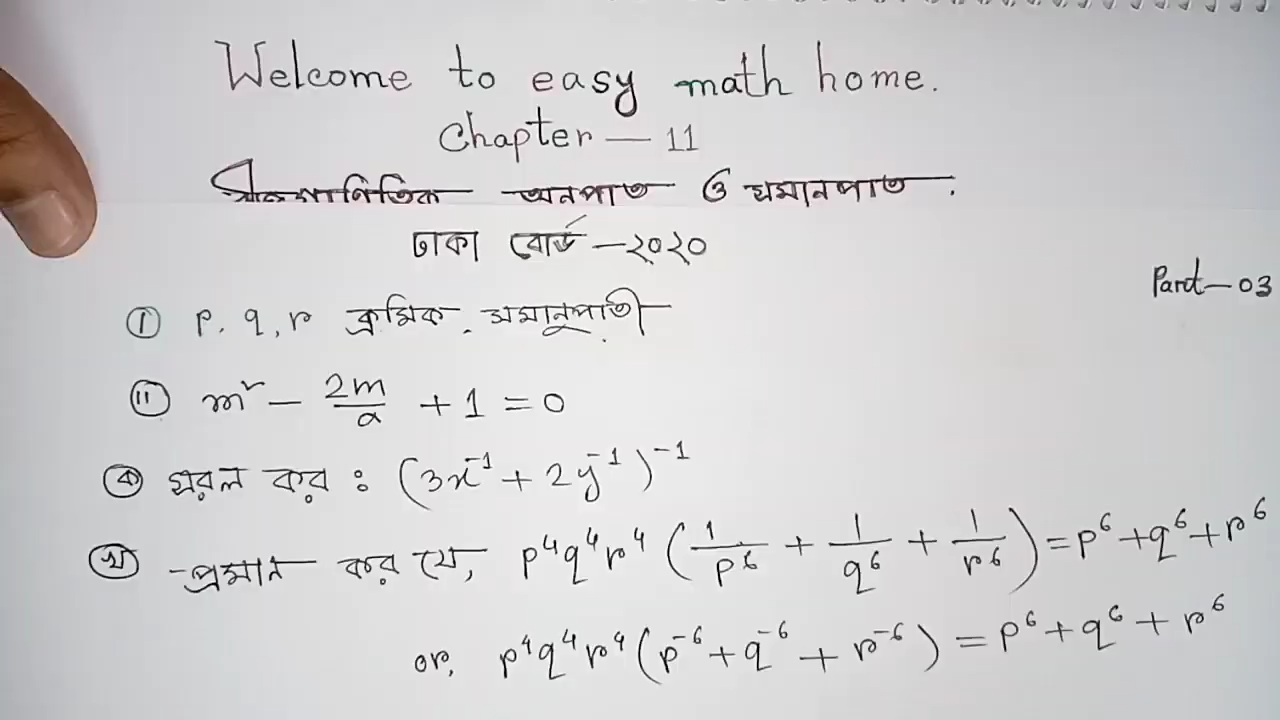 Welcome to easy math home.
Chapter — 11
বীজগাণিতিক অনুপাত ও সমানুপাত.
ঢাকা বোর্ড – ২০২০
Part – 03
(i) p, q, r ক্রমিক সমানুপাতী
(ii) m² – 2m/a + 1 = 0
(ক) সরল কর : (3x⁻¹ + 2y⁻¹)⁻¹
(খ) প্রমান কর যে, p⁴q⁴r⁴ (1/p⁶ + 1/q⁶ + 1/r⁶) = p⁶ + q⁶ + r⁶
or, p⁴q⁴r⁴ (p⁻⁶ + q⁻⁶ + r⁻⁶) = p⁶ + q⁶ + r⁶